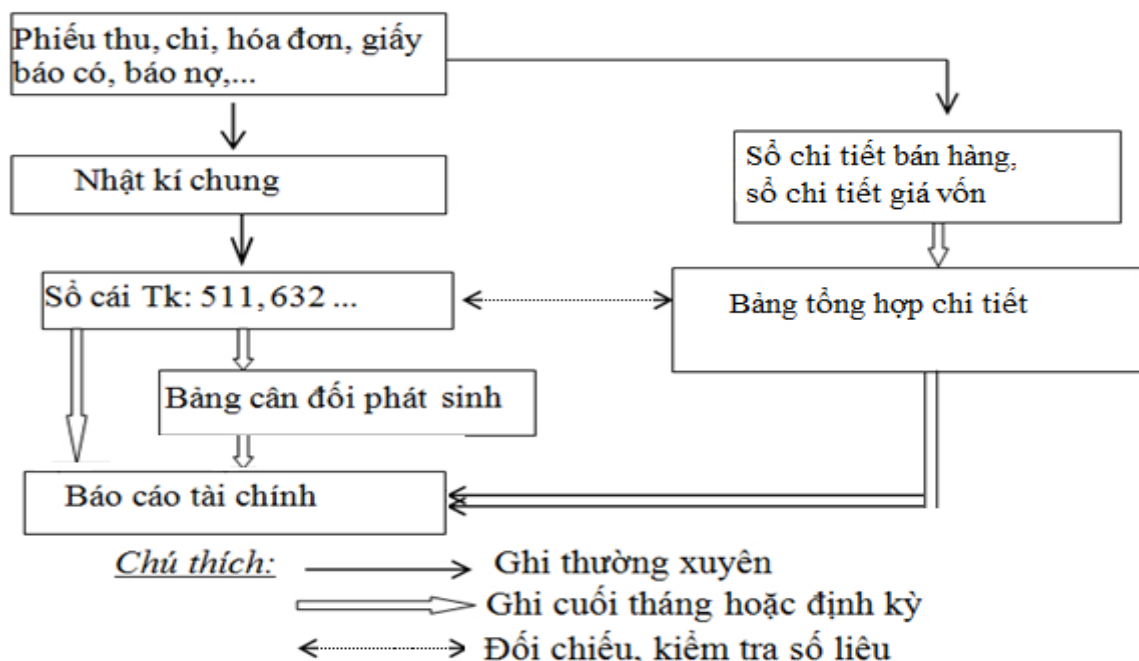 Phiếu thu, chi, hóa đơn, giấy
báo có, báo nợ,...
Nhật kí chung
Sổ chi tiết bán hàng,
sổ chi tiết giá vốn
Sổ cái Tk: 511, 632 ...
Bảng tổng hợp chi tiết
Bảng cân đối phát sinh
Báo cáo tài chính
Chú thích:
Ghi thường xuyên
Ghi cuối tháng hoặc định kỳ
Đối chiếu, kiểm tra số liêu